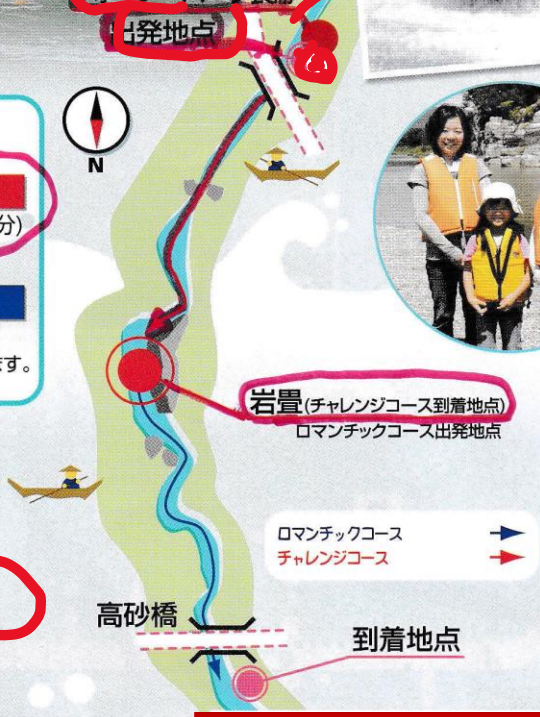 出発地点
N
分)
ます。
岩畳(チャレンジコース到着地点)
ロマンチックコース出発地点
ロマンチックコース
チャレンジコース
高砂橋
到着地点